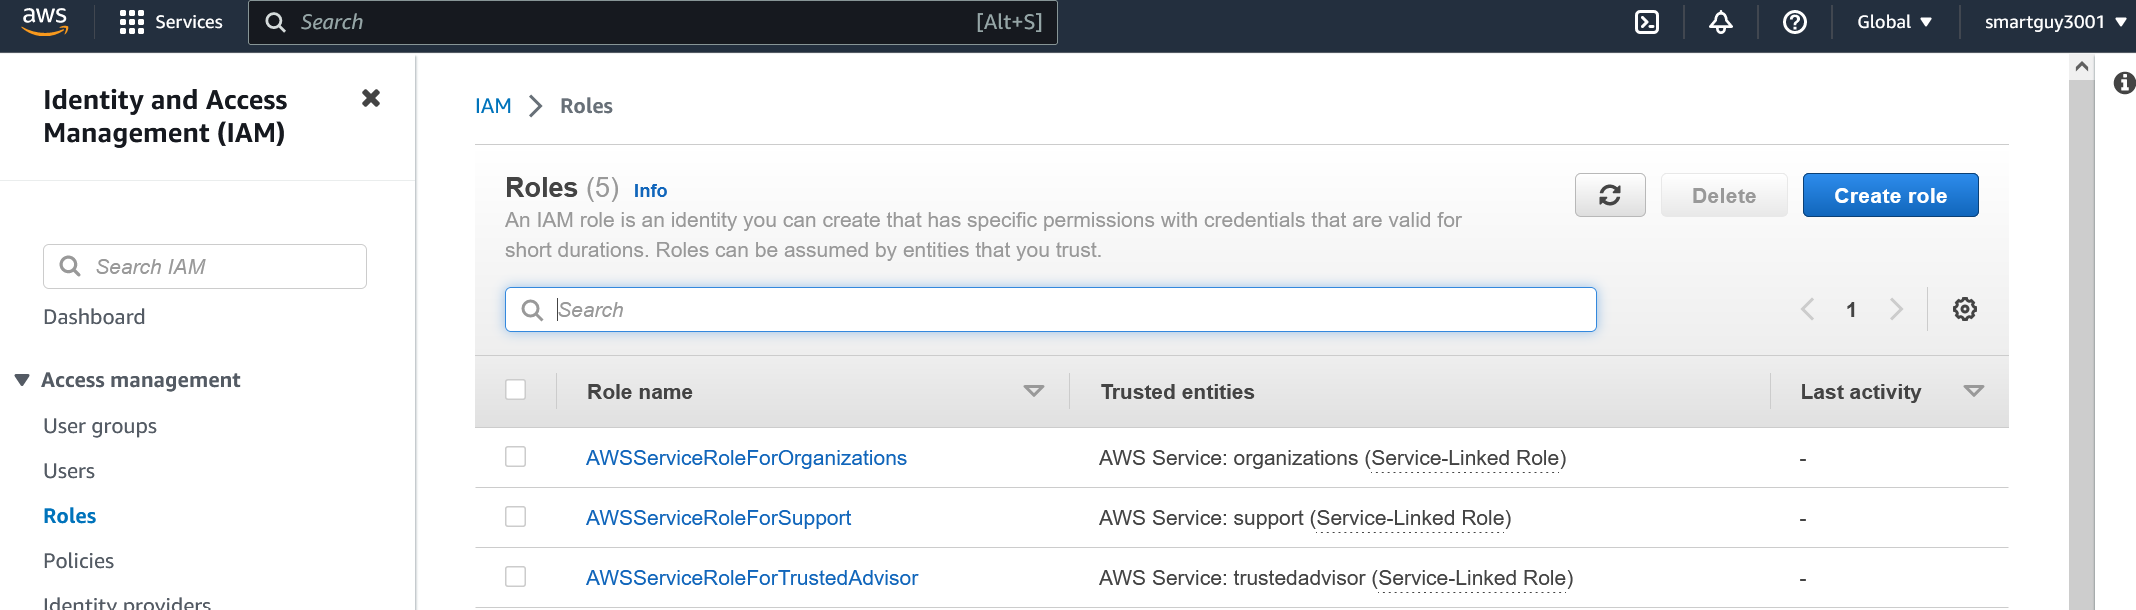 aws
Services
Search
[Alt+S]
Global
smartguy3001
Identity and Access
Management (IAM)
Search IAM
Dashboard
Access management
User groups
Users
Roles
Policies
Identity providers
IAM
Roles
Roles (5) Info
An IAM role is an identity you can create that has specific permissions with credentials that are valid for
short durations. Roles can be assumed by entities that you trust.
Delete
Create role
Search
1
Role name
Trusted entities
Last activity
AWSServiceRoleForOrganizations
AWS Service: organizations (Service-Linked Role)
-
AWSServiceRoleForSupport
AWS Service: support (Service-Linked Role)
-
AWSServiceRoleForTrustedAdvisor
AWS Service: trustedadvisor (Service-Linked Role)
-